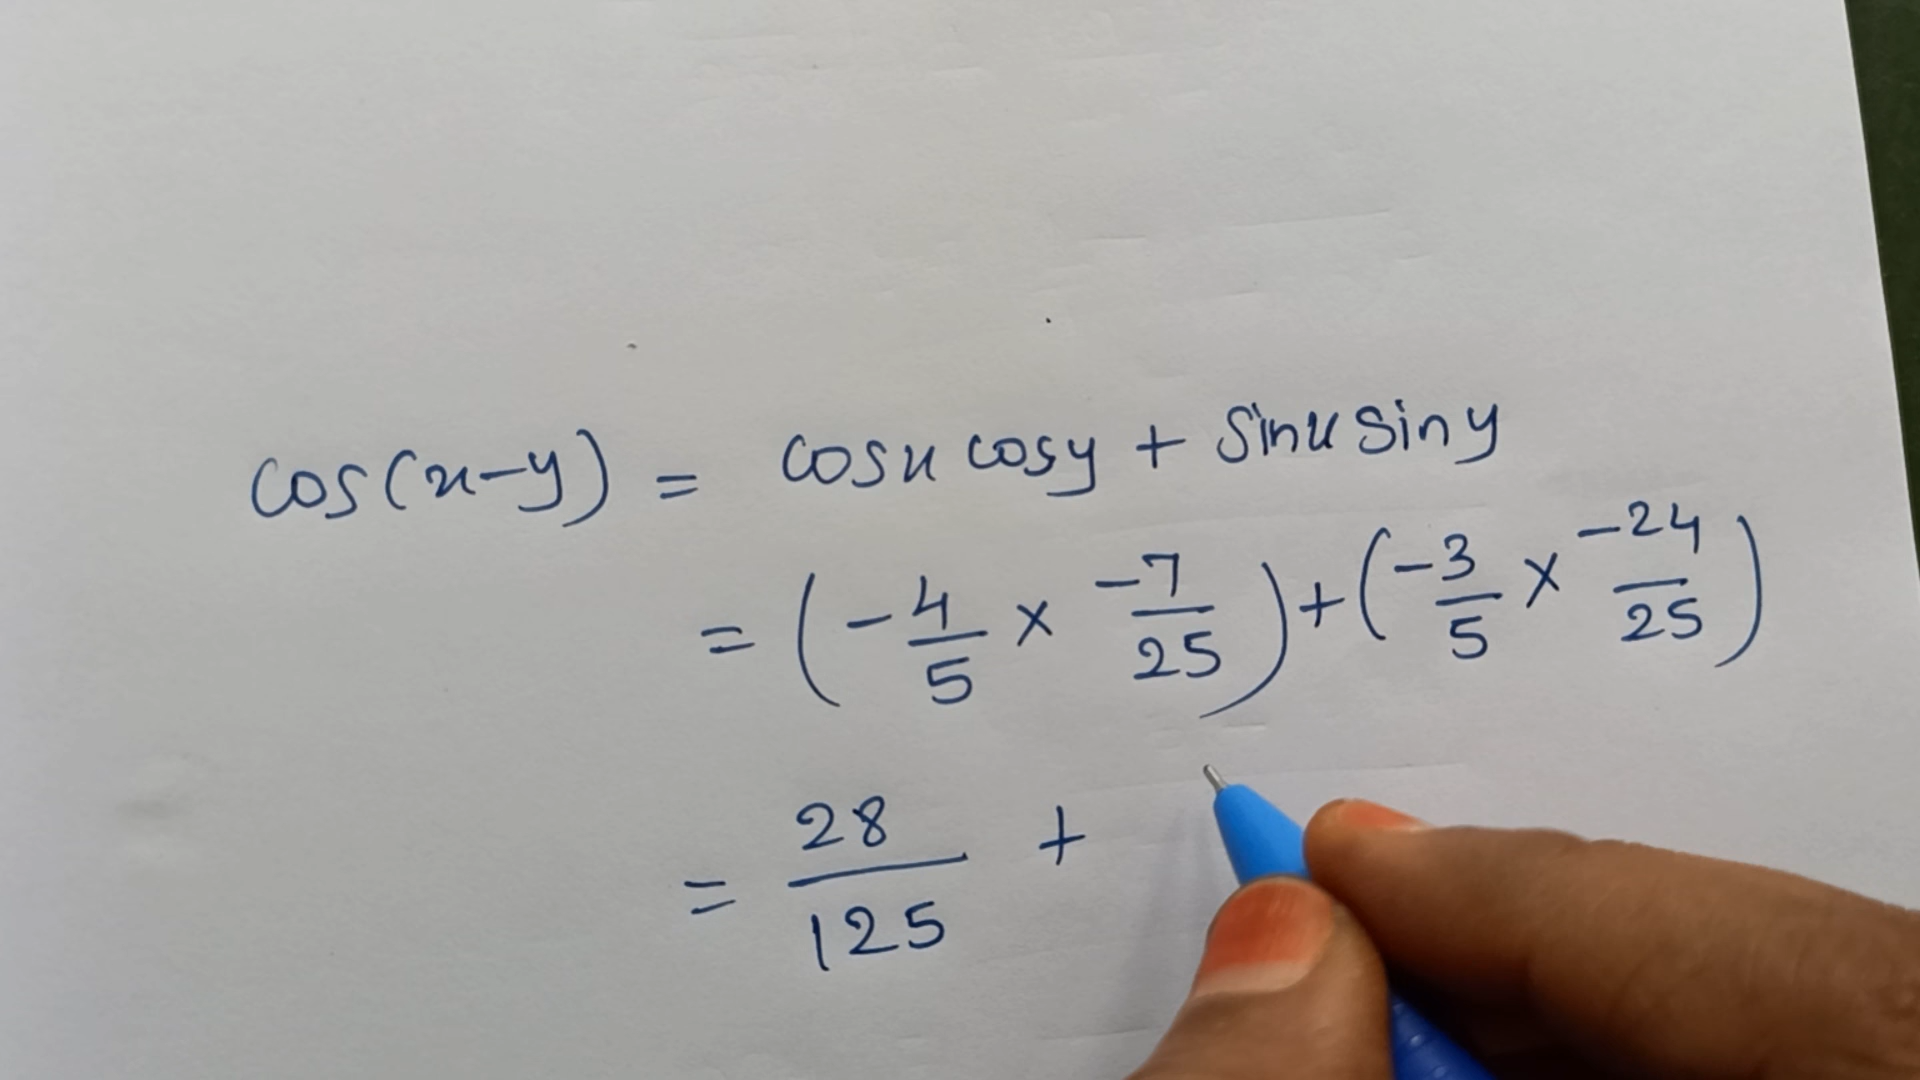 cos(x-y) = cosx cosy + sinx siny
= (-4/5 × -7/25) + (-3/5 × -24/25)
= 28/125 +